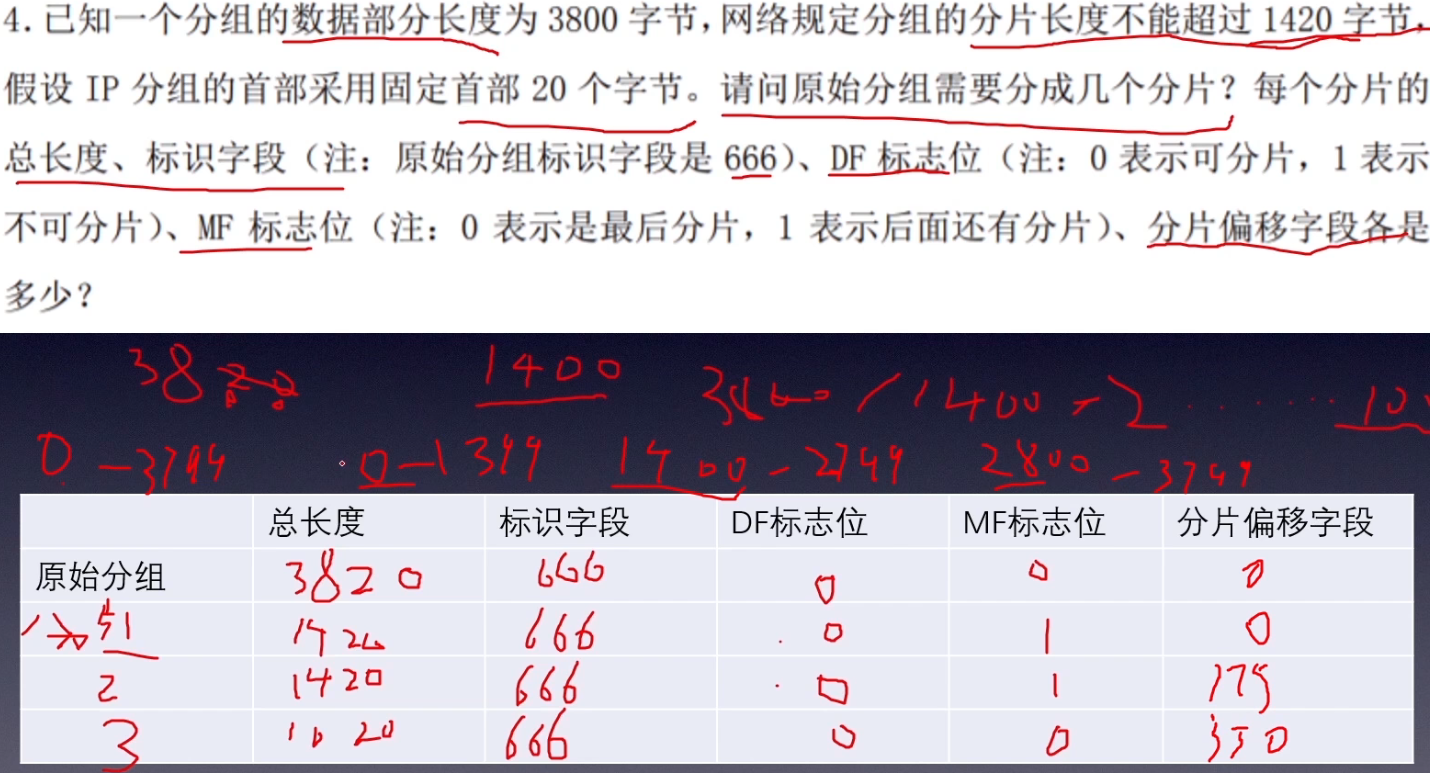 4.已知一个分组的数据部分长度为 3800 字节,网络规定分组的分片长度不能超过 1420 字节,
假设 IP 分组的首部采用固定首部 20 个字节。请问原始分组需要分成几个分片?每个分片的
总长度、标识字段(注:原始分组标识字段是 666)、DF 标志位(注:0 表示可分片,1 表示
不可分片)、MF 标志位(注:0 表示是最后分片,1 表示后面还有分片)、分片偏移字段各是
多少?
38 1400 / 1400 - 2 ······
0 - 3799 0 - 1399 1400 - 2799 2800 - 3799
总长度 标识字段 DF标志位 MF标志位 分片偏移字段
原始分组 3820 666 0 0 0
1 1420 666 0 1 0
2 1420 666 0 1 175
3 1020 666 0 0 350